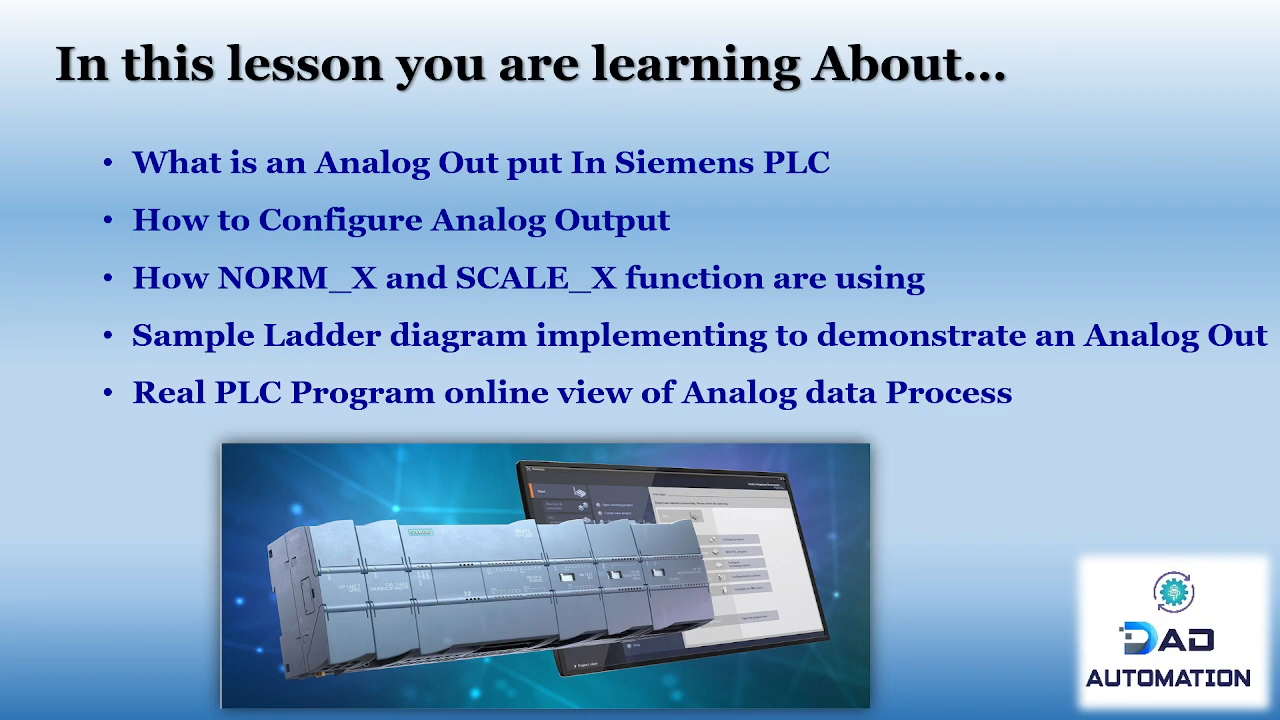 In this lesson you are learning About...
• What is an Analog Out put In Siemens PLC
• How to Configure Analog Output
• How NORM_X and SCALE_X function are using
• Sample Ladder diagram implementing to demonstrate an Analog Out
• Real PLC Program online view of Analog data Process
SIEMENS
DAD
AUTOMATION